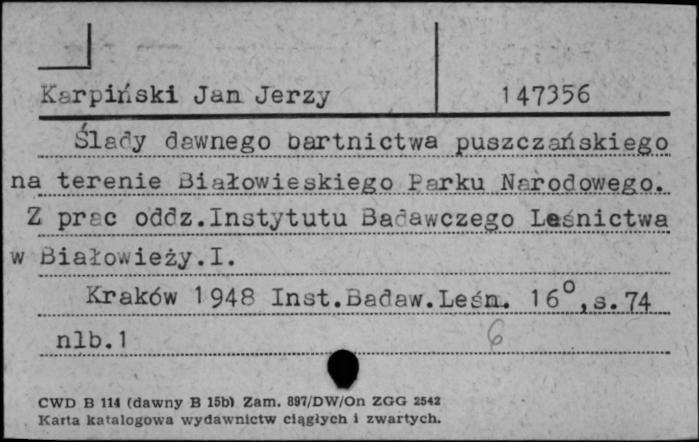 Karpiński Jan Jerzy 147356
Ślady dawnego bartnictwa puszczańskiego
na terenie Białowieskiego Parku Narodowego.
Z prac oddz.Instytutu Badawczego Leśnictwa
w Białowieży.I.
Kraków 1948 Inst.Badaw.Leśn. 16°,s.74
nlb.1 6
CWD B 114 (dawny B 15b) Zam. 897/DW/On ZGG 2542
Karta katalogowa wydawnictw ciągłych i zwartych.